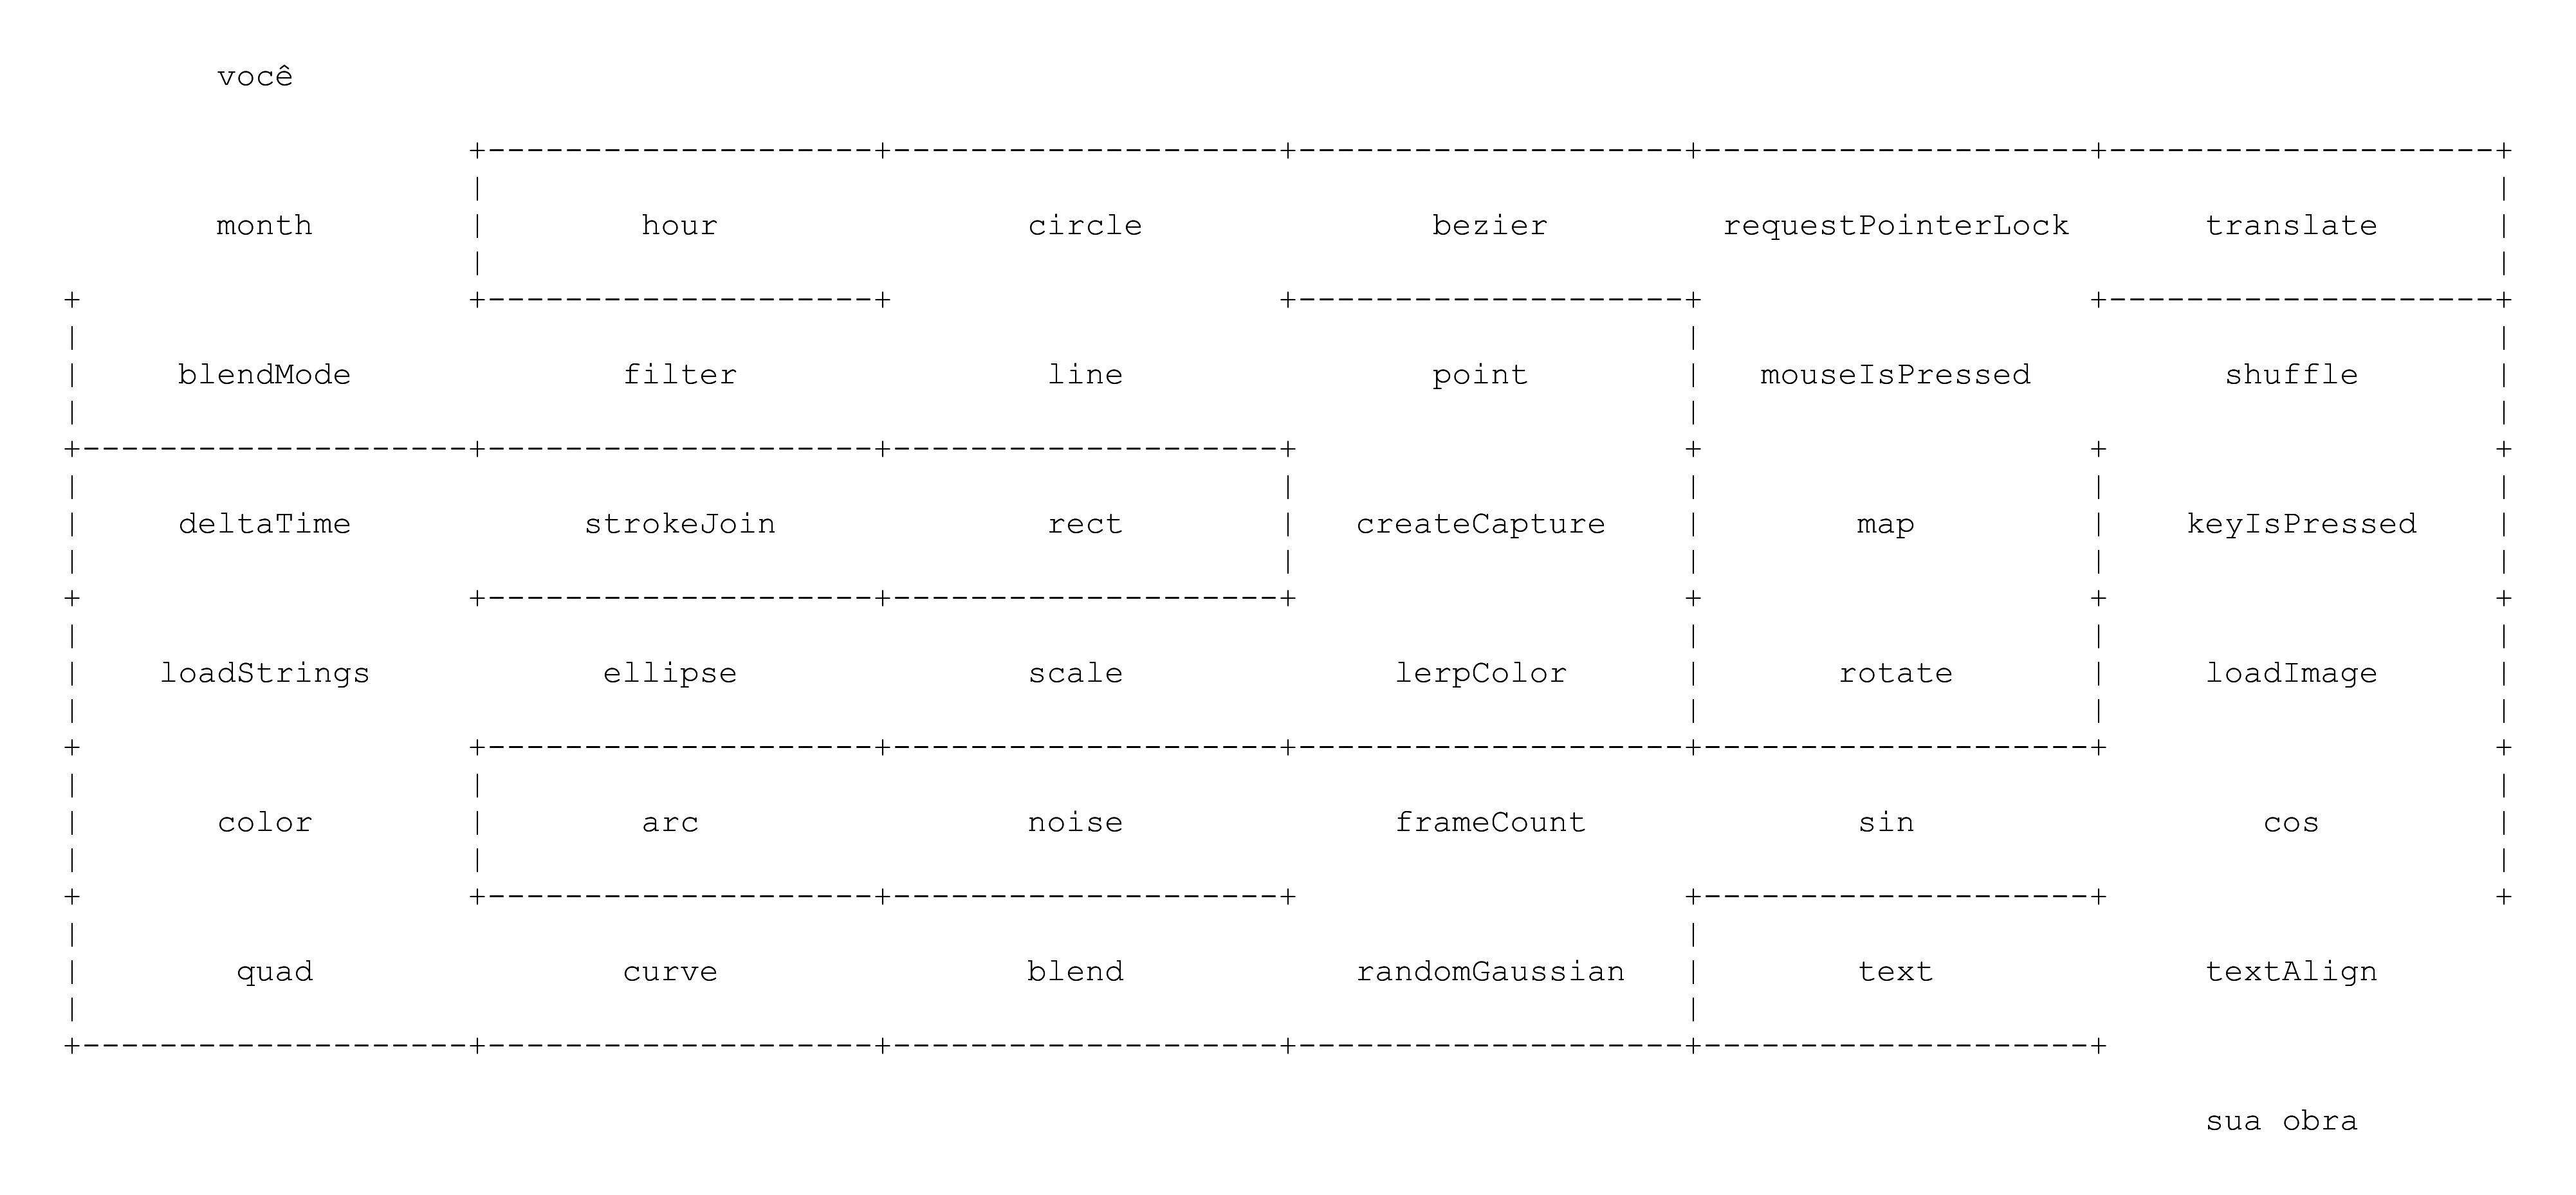 você
month hour circle bezier requestPointerLock translate
blendMode filter line point mouseIsPressed shuffle
deltaTime strokeJoin rect createCapture map keyIsPressed
loadStrings ellipse scale lerpColor rotate loadImage
color arc noise frameCount sin cos
quad curve blend randomGaussian text textAlign
sua obra